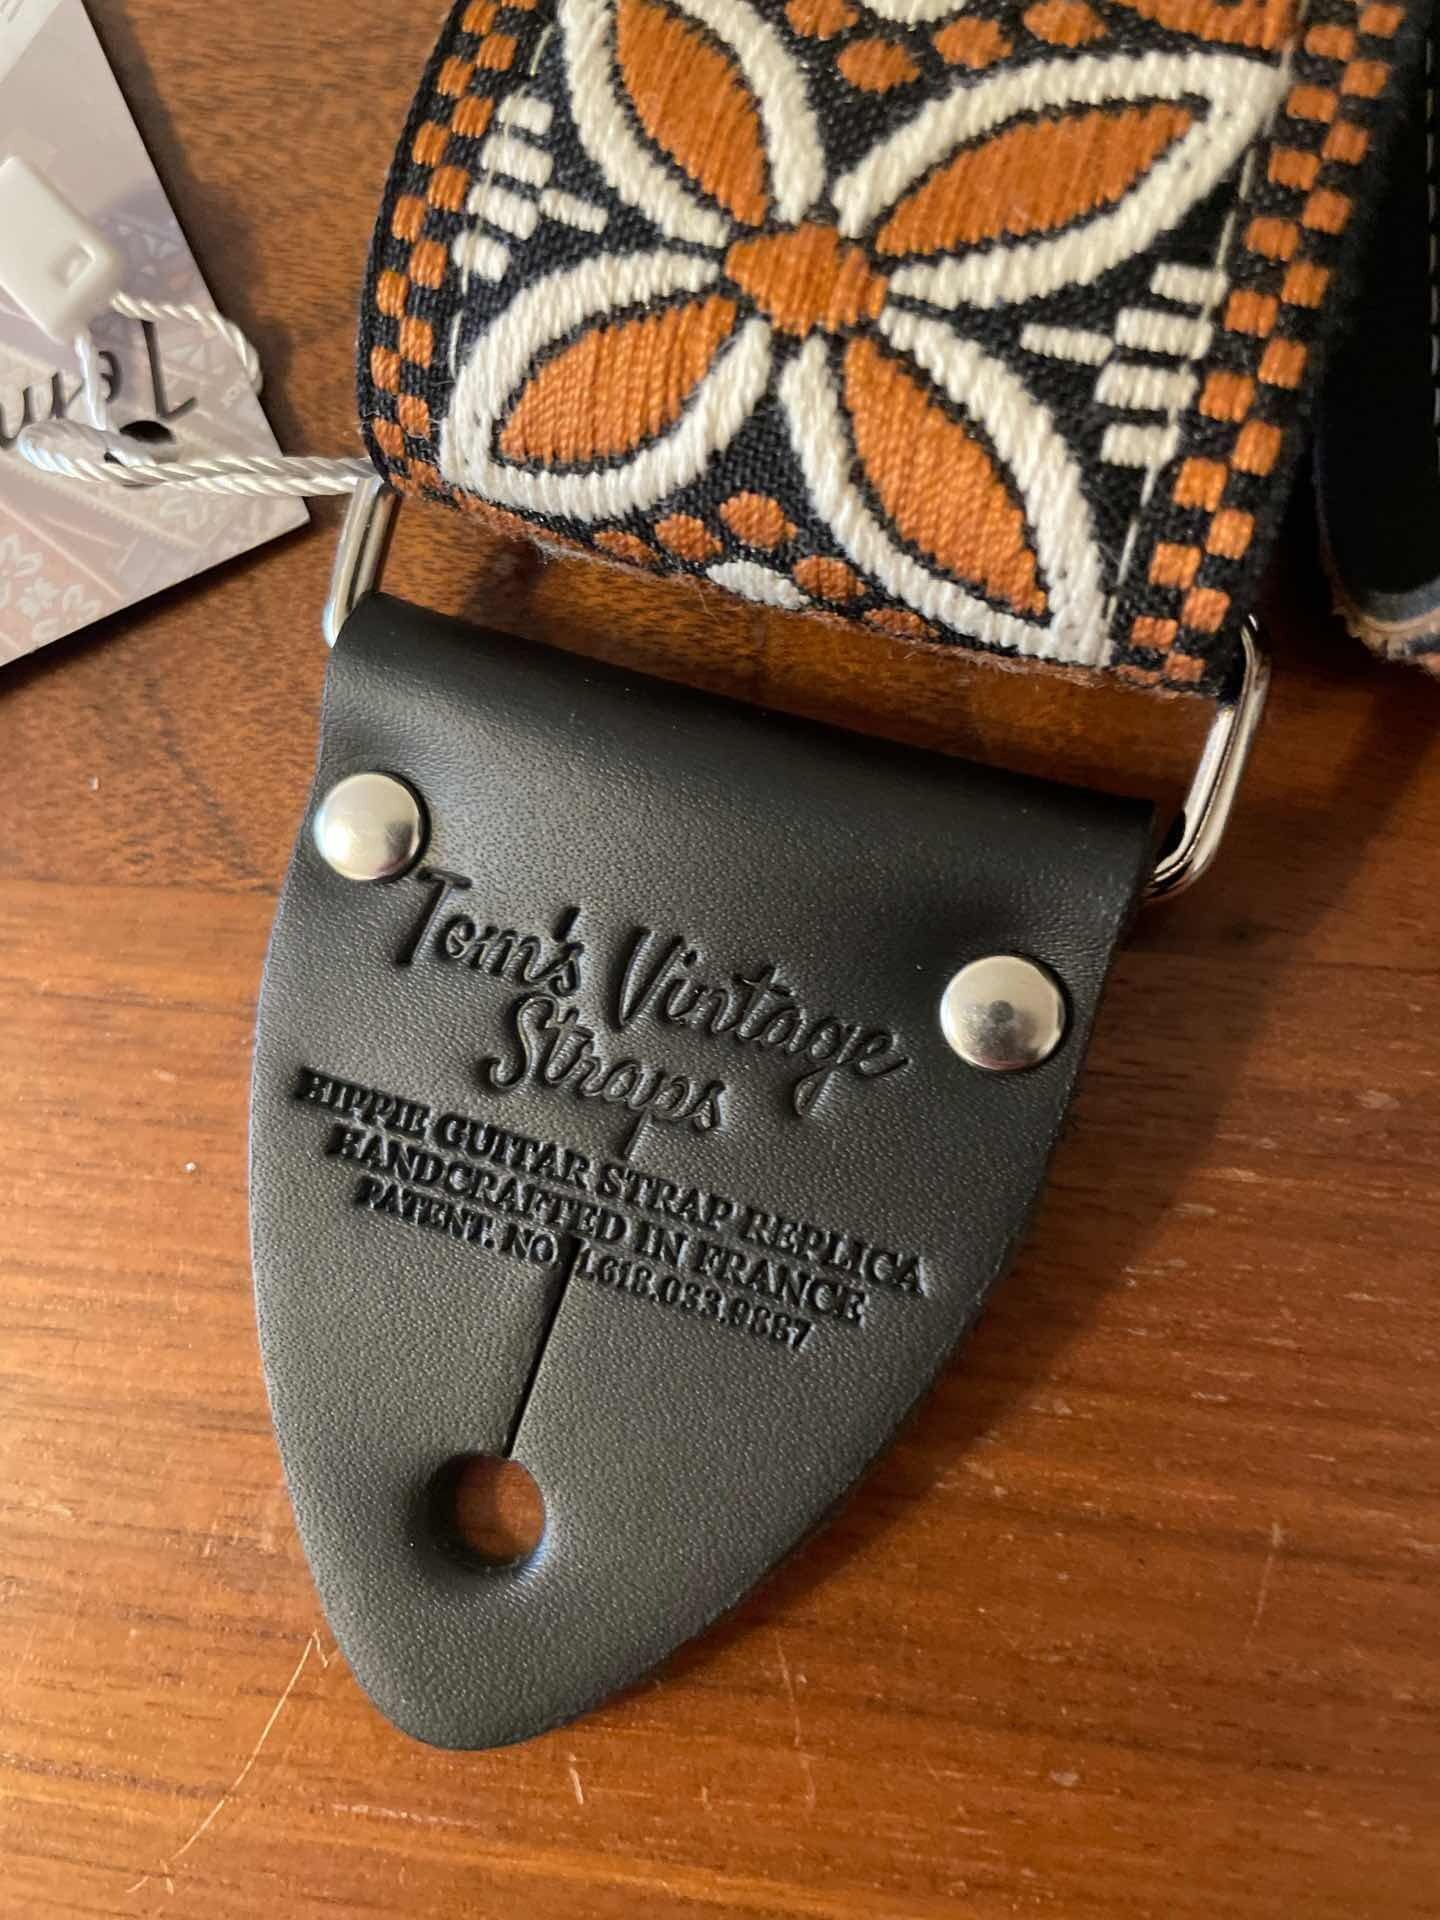 Tom's Vintage
Straps
HIPPIE GUITAR STRAP REPLICA
HANDCRAFTED IN FRANCE
PATENT. NO. 1.618.033.9887